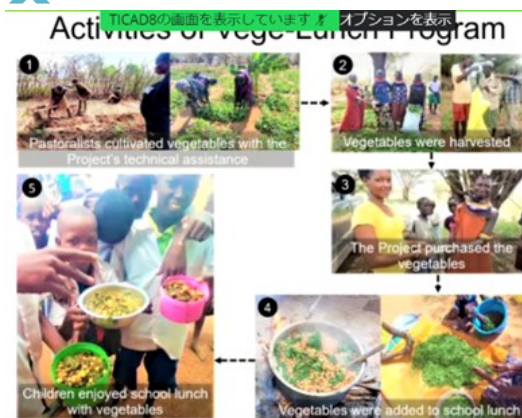 Activities of Vege-Lunch Program
TICAD8の画面を表示しています
オプションを表示
1
Pastoralists cultivated vegetables with the
Project's technical assistance
2
Vegetables were harvested
3
The Project purchased the
vegetables
4
Vegetables were added to school lunch
5
Children enjoyed school lunch
with vegetables